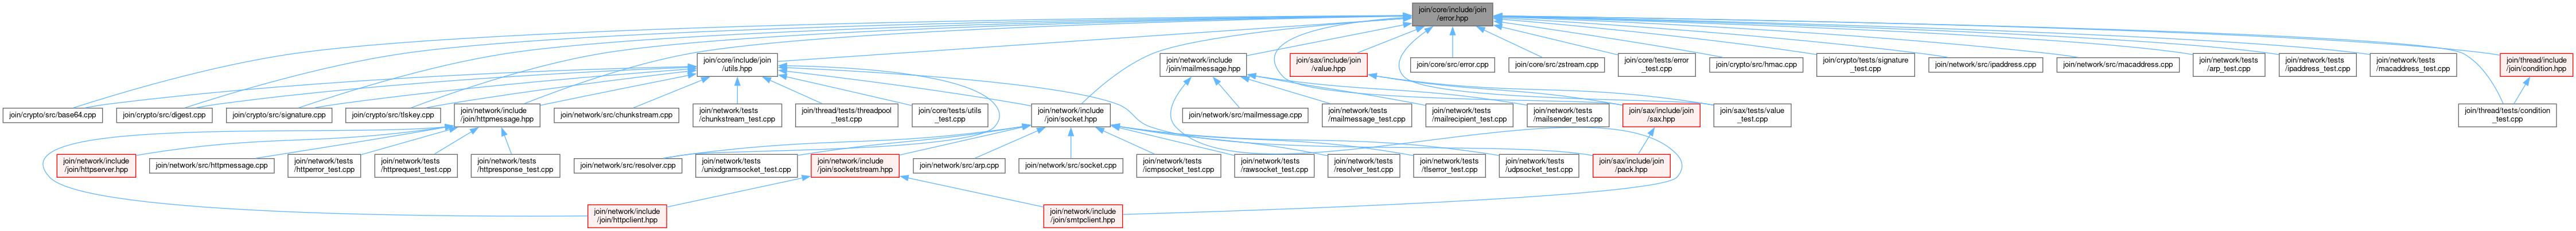 join/core/include/join
/error.hpp
join/core/include/join
/utils.hpp
join/network/include
/join/mailmessage.hpp
join/sax/include/join
/value.hpp
join/core/src/error.cpp
join/core/src/zstream.cpp
join/core/tests/error
_test.cpp
join/crypto/src/hmac.cpp
join/crypto/tests/signature
_test.cpp
join/network/src/ipaddress.cpp
join/network/src/macaddress.cpp
join/network/tests
/arp_test.cpp
join/network/tests
/ipaddress_test.cpp
join/network/tests
/macaddress_test.cpp
join/thread/include
/join/condition.hpp
join/crypto/src/base64.cpp
join/crypto/src/digest.cpp
join/crypto/src/signature.cpp
join/crypto/src/tlskey.cpp
join/network/include
/join/httpmessage.hpp
join/network/src/chunkstream.cpp
join/network/tests
/chunkstream_test.cpp
join/thread/tests/threadpool
_test.cpp
join/core/tests/utils
_test.cpp
join/network/include
/join/socket.hpp
join/network/src/mailmessage.cpp
join/network/tests
/mailmessage_test.cpp
join/network/tests
/mailrecipient_test.cpp
join/network/tests
/mailsender_test.cpp
join/sax/include/join
/sax.hpp
join/sax/tests/value
_test.cpp
join/thread/tests/condition
_test.cpp
join/network/include
/join/httpserver.hpp
join/network/src/httpmessage.cpp
join/network/tests
/httperror_test.cpp
join/network/tests
/httprequest_test.cpp
join/network/tests
/httpresponse_test.cpp
join/network/src/resolver.cpp
join/network/tests
/unixdgramsocket_test.cpp
join/network/include
/join/socketstream.hpp
join/network/src/arp.cpp
join/network/src/socket.cpp
join/network/tests
/icmpsocket_test.cpp
join/network/tests
/rawsocket_test.cpp
join/network/tests
/resolver_test.cpp
join/network/tests
/tlserror_test.cpp
join/network/tests
/udpsocket_test.cpp
join/sax/include/join
/pack.hpp
join/network/include
/join/httpclient.hpp
join/network/include
/join/smtpclient.hpp